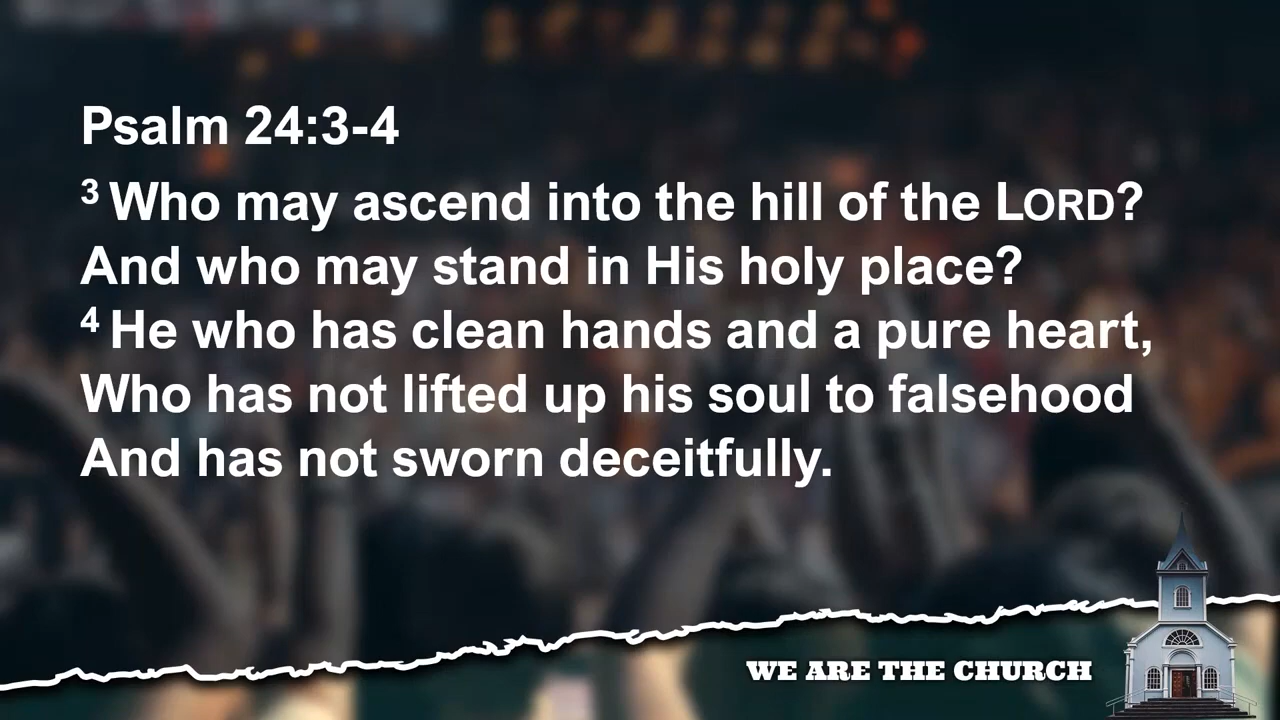 Psalm 24:3-4
³ Who may ascend into the hill of the LORD?
And who may stand in His holy place?
⁴ He who has clean hands and a pure heart,
Who has not lifted up his soul to falsehood
And has not sworn deceitfully.
WE ARE THE CHURCH